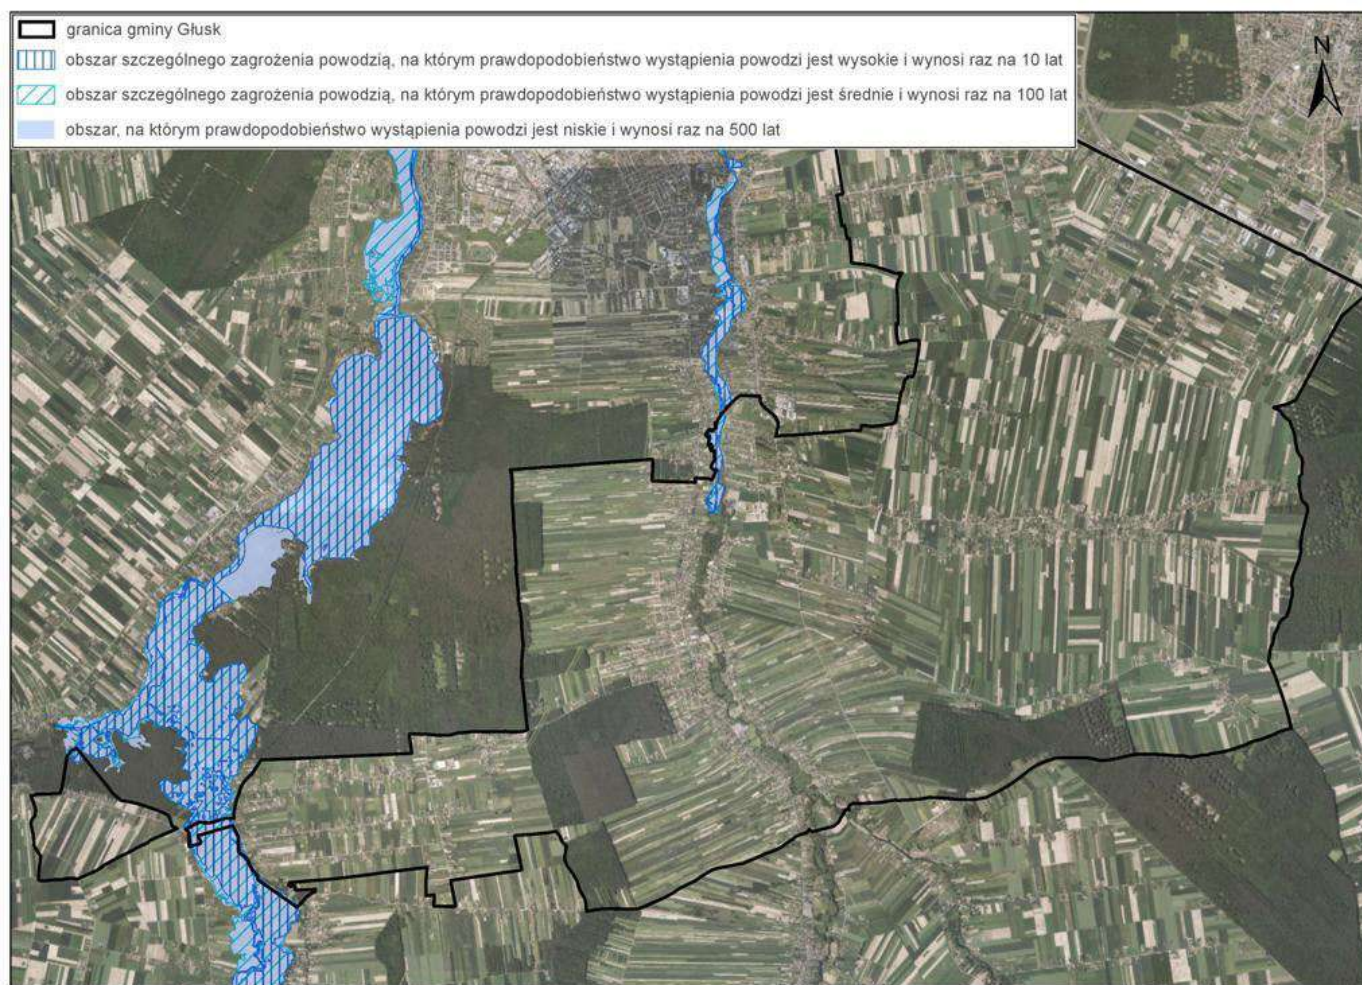 granica gminy Głusk
obszar szczególnego zagrożenia powodzią, na którym prawdopodobieństwo wystąpienia powodzi jest wysokie i wynosi raz na 10 lat
obszar szczególnego zagrożenia powodzią, na którym prawdopodobieństwo wystąpienia powodzi jest średnie i wynosi raz na 100 lat
obszar, na którym prawdopodobieństwo wystąpienia powodzi jest niskie i wynosi raz na 500 lat
N